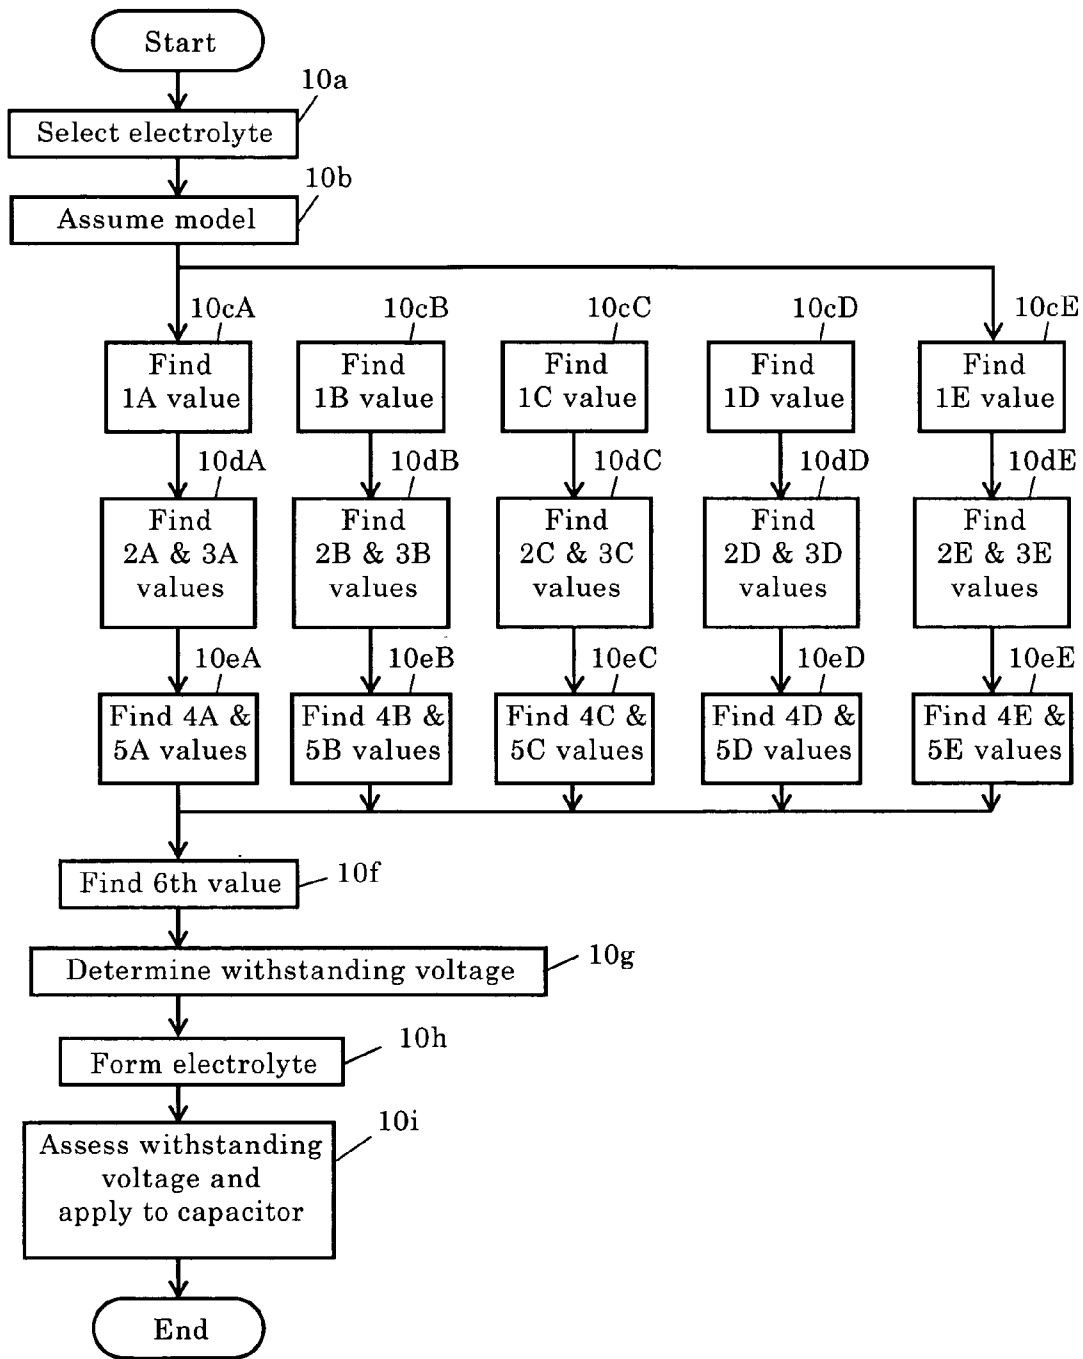 Start
10a
Select electrolyte
10b
Assume model
10cA
10cB
10cC
10cD
10cE
Find
1A value
Find
1B value
Find
1C value
Find
1D value
Find
1E value
10dA
10dB
10dC
10dD
10dE
Find
2A & 3A
values
Find
2B & 3B
values
Find
2C & 3C
values
Find
2D & 3D
values
Find
2E & 3E
values
10eA
10eB
10eC
10eD
10eE
Find 4A &
5A values
Find 4B &
5B values
Find 4C &
5C values
Find 4D &
5D values
Find 4E &
5E values
Find 6th value
10f
Determine withstanding voltage
10g
Form electrolyte
10h
10i
Assess withstanding
voltage and
apply to capacitor
End